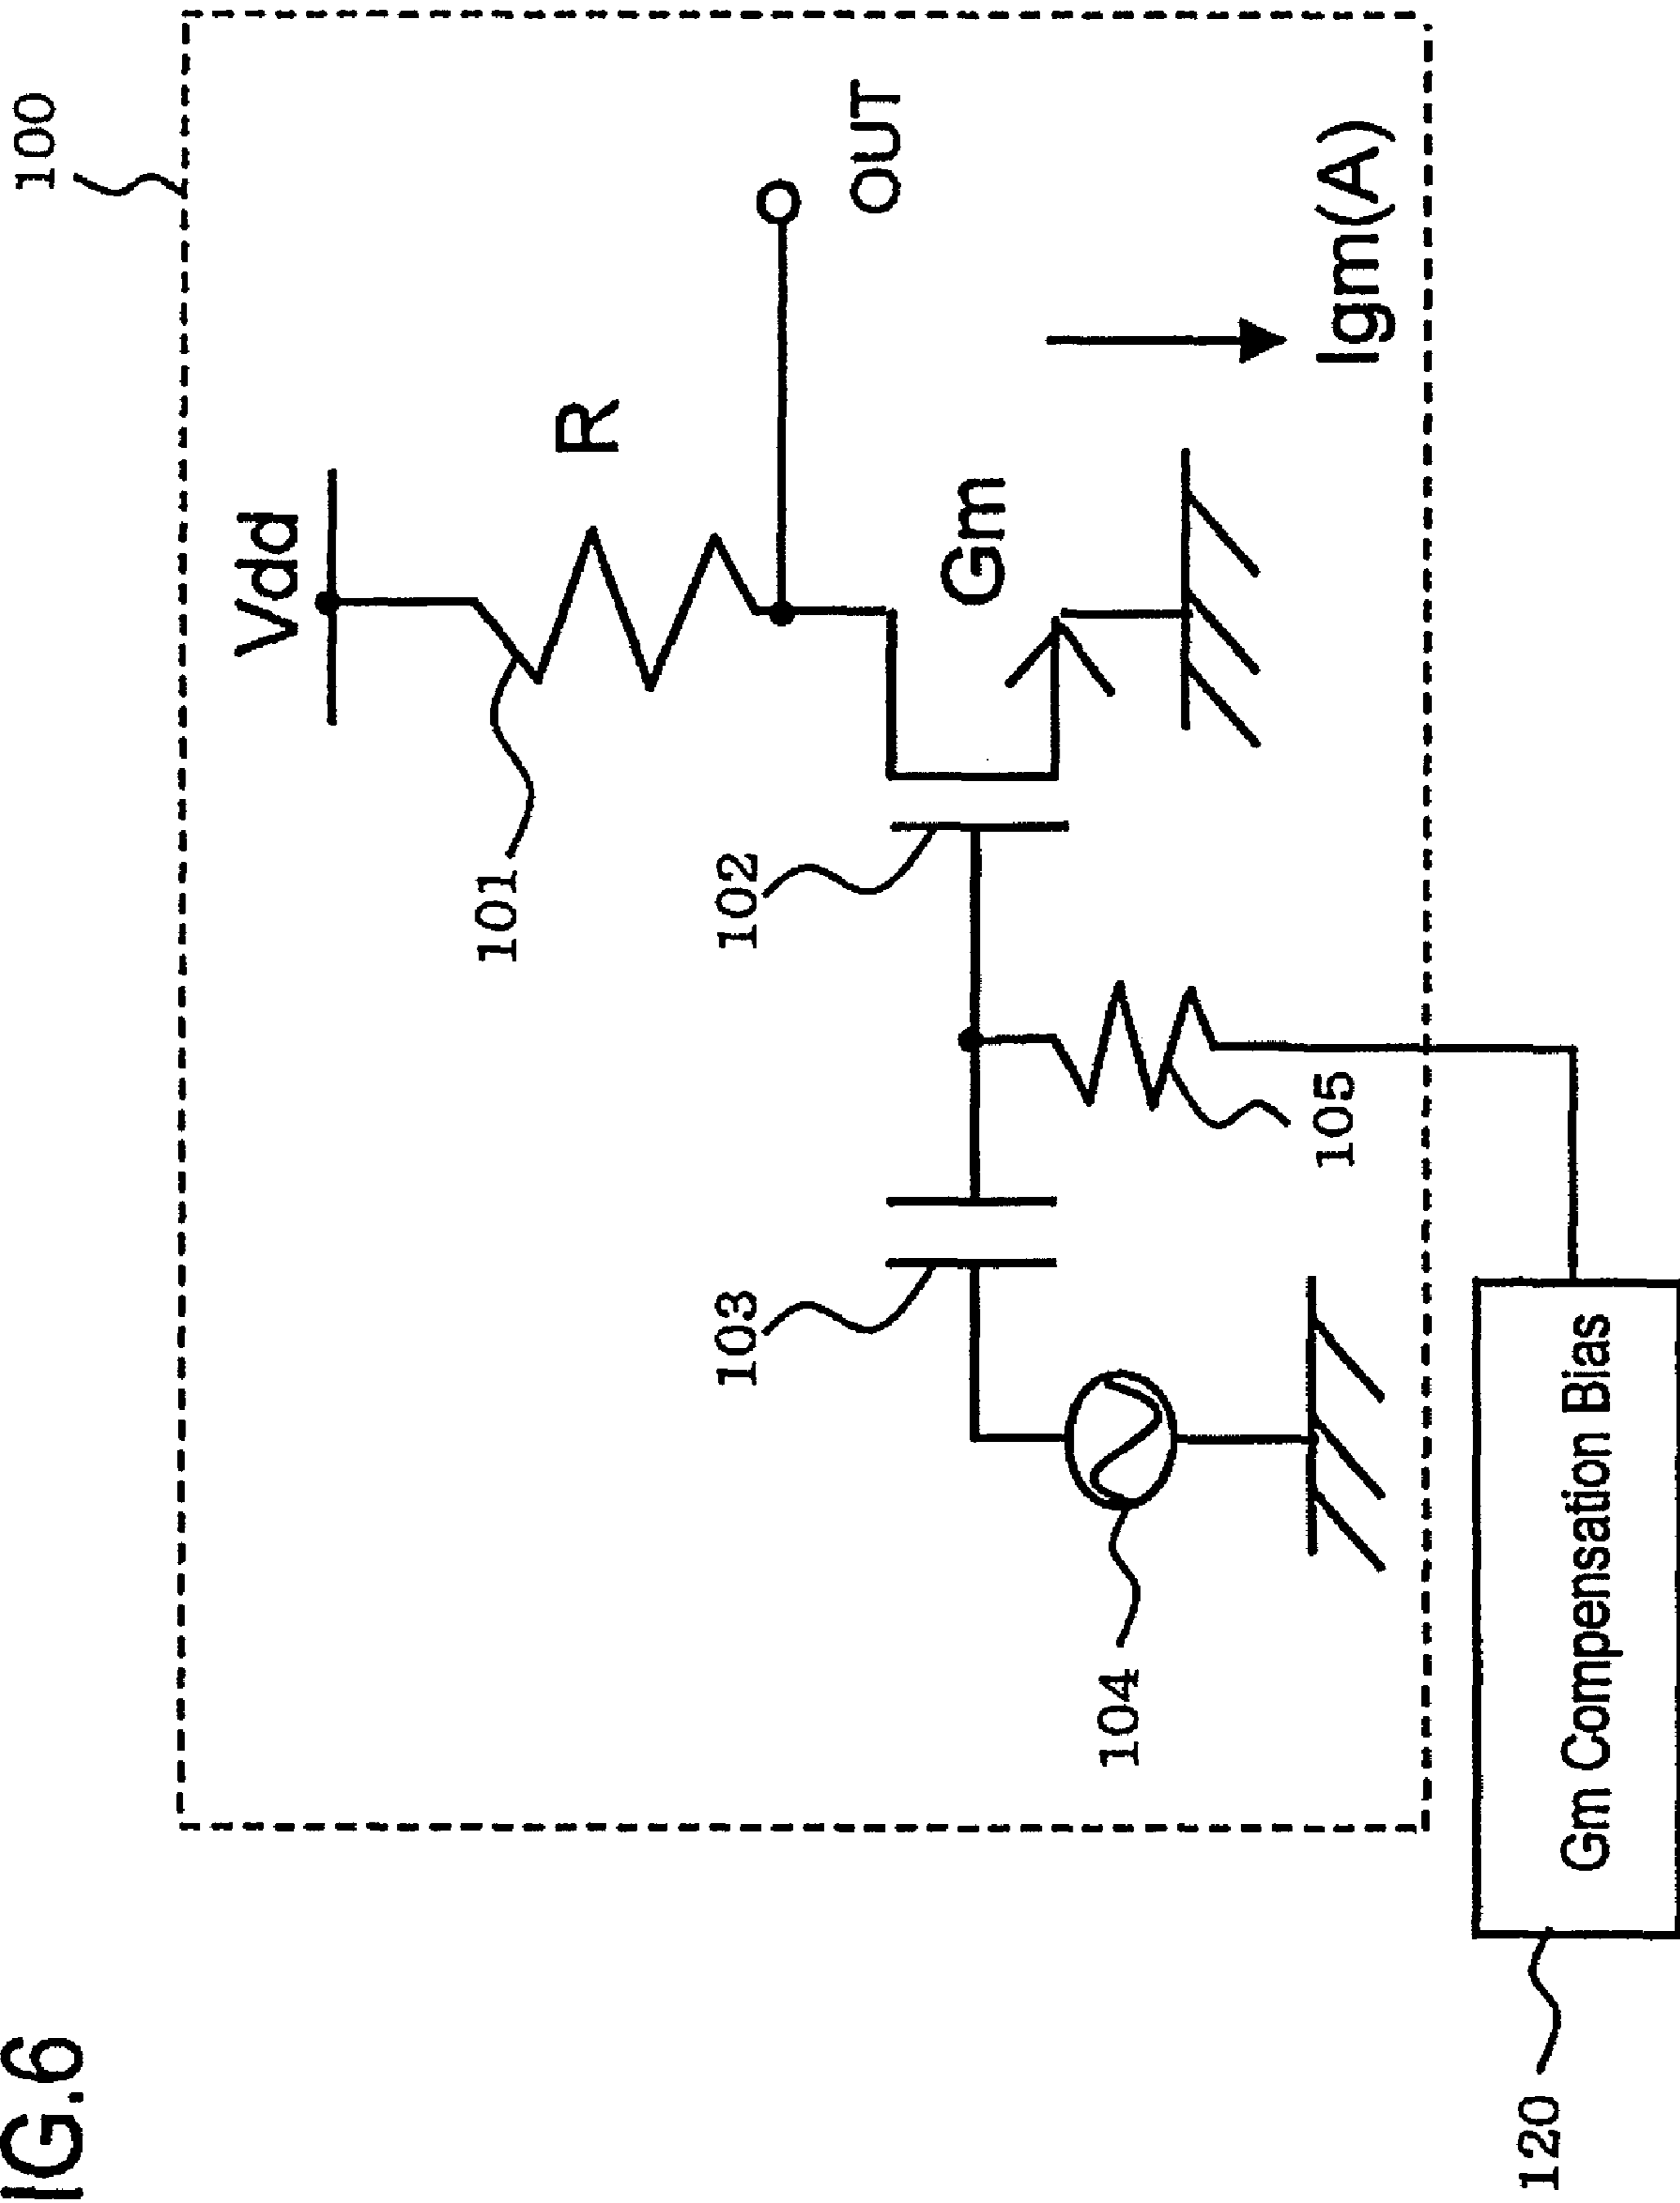 IG.6
100
Vdd
R
101
OUT
102
103
Gm
104
105
Igm(A)
120
Gm Compensation Bias